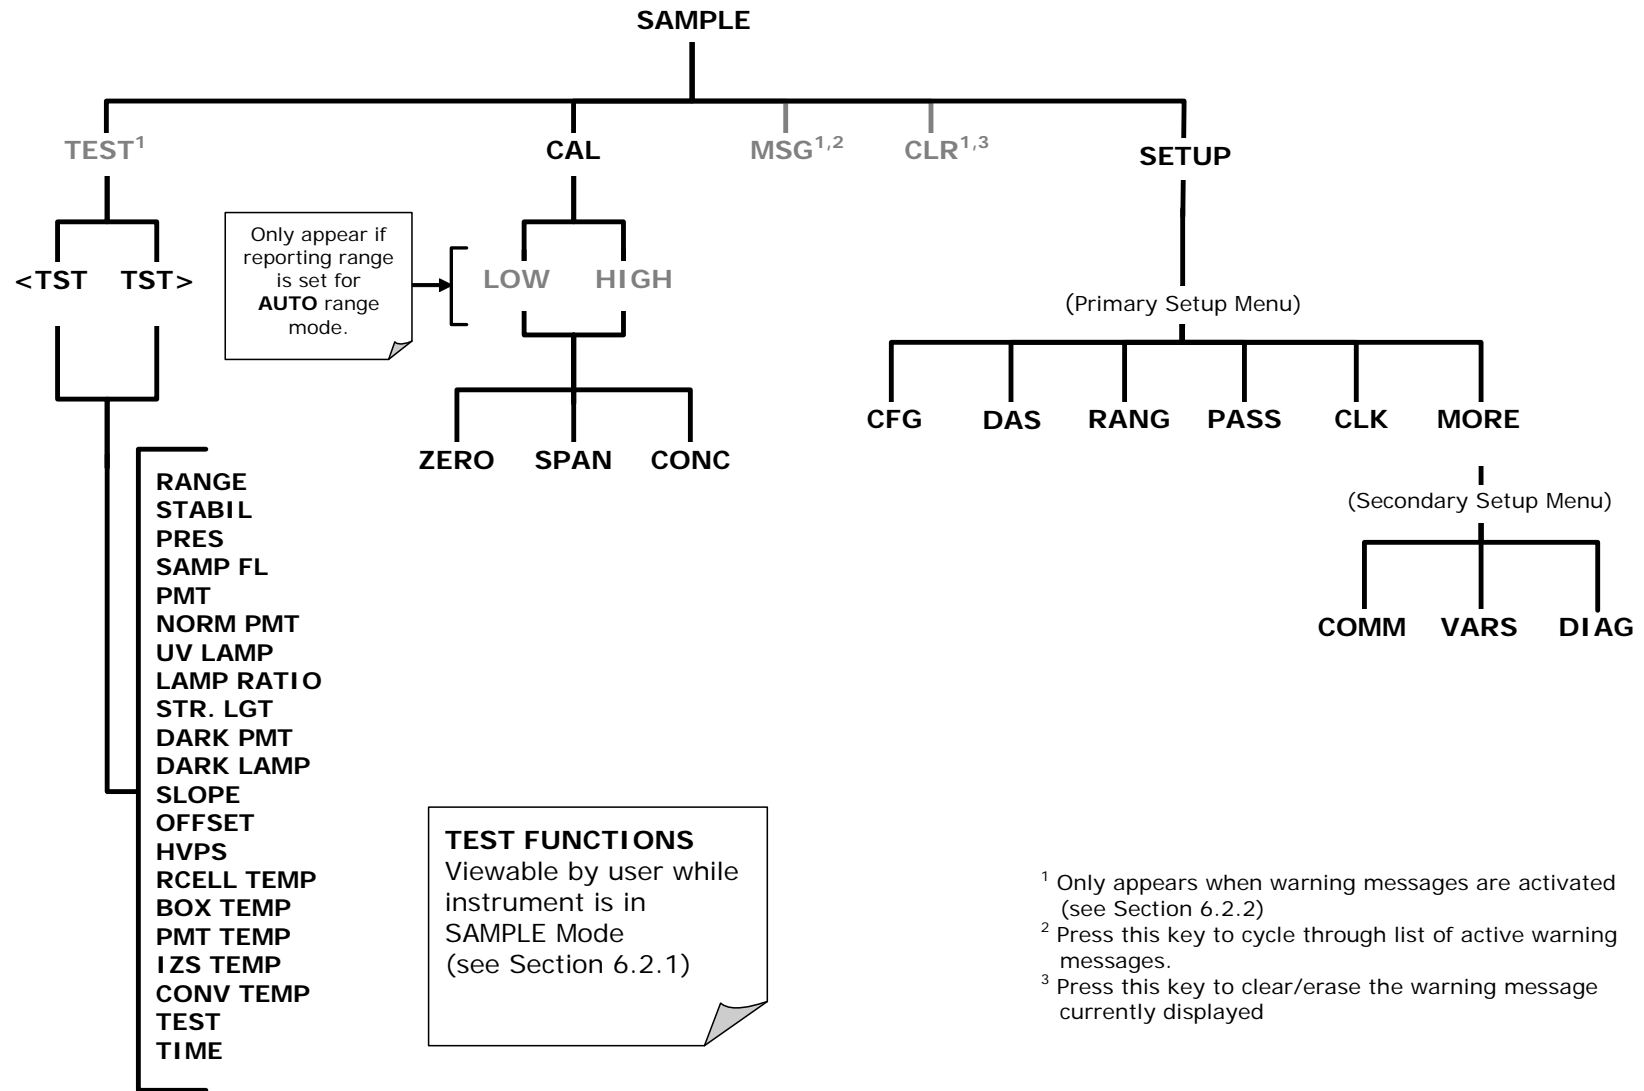 SAMPLE
TEST1
CAL
MSG1,2
CLR1,3
SETUP
<TST TST>
Only appear if
reporting range
is set for
AUTO range
mode.
LOW HIGH
ZERO SPAN CONC
(Primary Setup Menu)
CFG DAS RANG PASS CLK MORE
(Secondary Setup Menu)
COMM VARS DIAG
RANGE
STABIL
PRES
SAMP FL
PMT
NORM PMT
UV LAMP
LAMP RATIO
STR. LGT
DARK PMT
DARK LAMP
SLOPE
OFFSET
HVPS
RCELL TEMP
BOX TEMP
PMT TEMP
IZS TEMP
CONV TEMP
TEST
TIME
TEST FUNCTIONS
Viewable by user while
instrument is in
SAMPLE Mode
(see Section 6.2.1)
1 Only appears when warning messages are activated
(see Section 6.2.2)
2 Press this key to cycle through list of active warning
messages.
3 Press this key to clear/erase the warning message
currently displayed